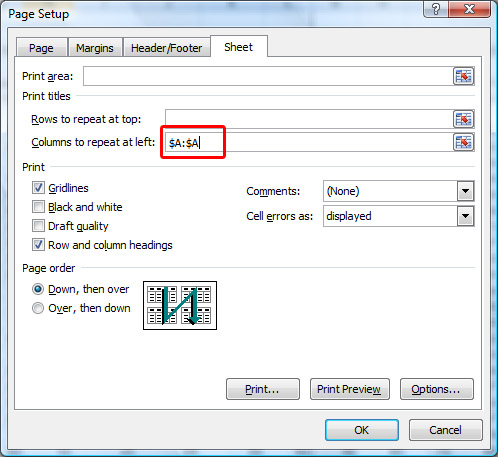 Page Setup
Page Margins Header/Footer Sheet
Print area:
Print titles
Rows to repeat at top:
Columns to repeat at left: $A:$A
Print
Gridlines Comments: (None)
Black and white Cell errors as: displayed
Draft quality
Row and column headings
Page order
Down, then over
Over, then down
Print... Print Preview Options...
OK Cancel